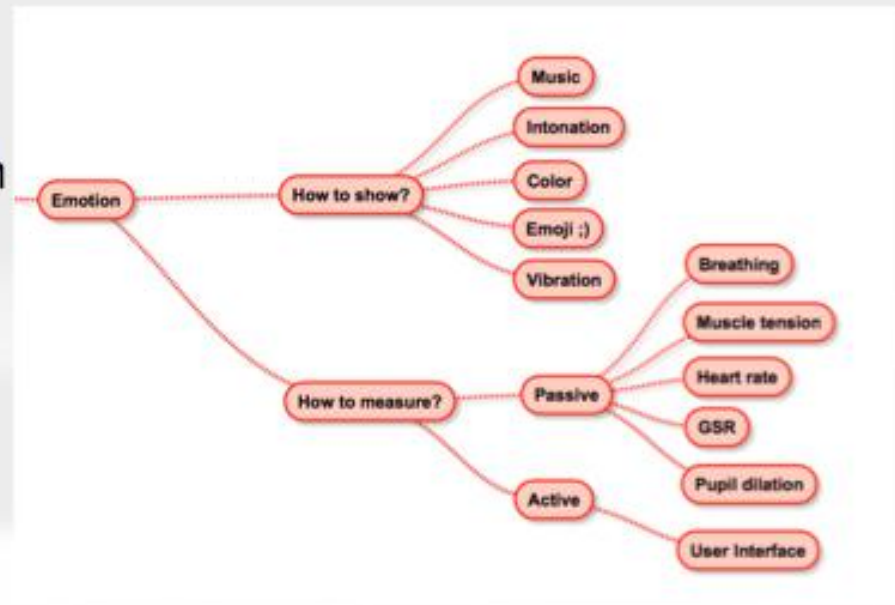 Emotion
How to show?
Music
Intonation
Color
Emoji ;)
Vibration
How to measure?
Passive
Breathing
Muscle tension
Heart rate
GSR
Pupil dilation
Active
User Interface